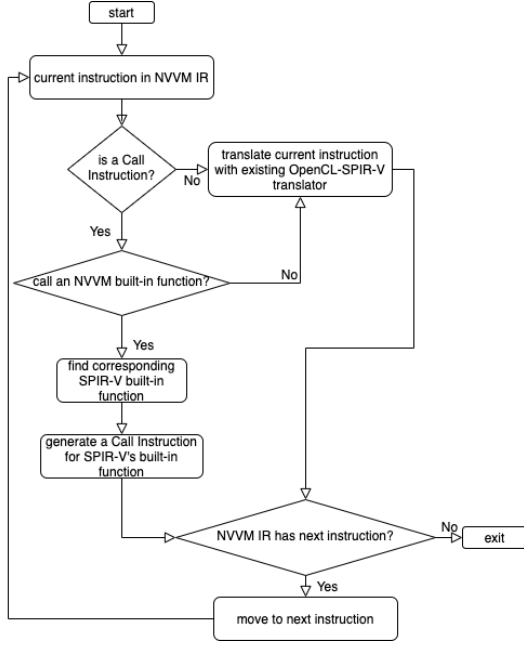 start
current instruction in NVVM IR
is a Call
Instruction?
No
translate current instruction
with existing OpenCL-SPIR-V
translator
Yes
call an NVVM built-in function?
No
Yes
find corresponding
SPIR-V built-in
function
generate a Call Instruction
for SPIR-V's built-in
function
NVVM IR has next instruction?
No
exit
Yes
move to next instruction